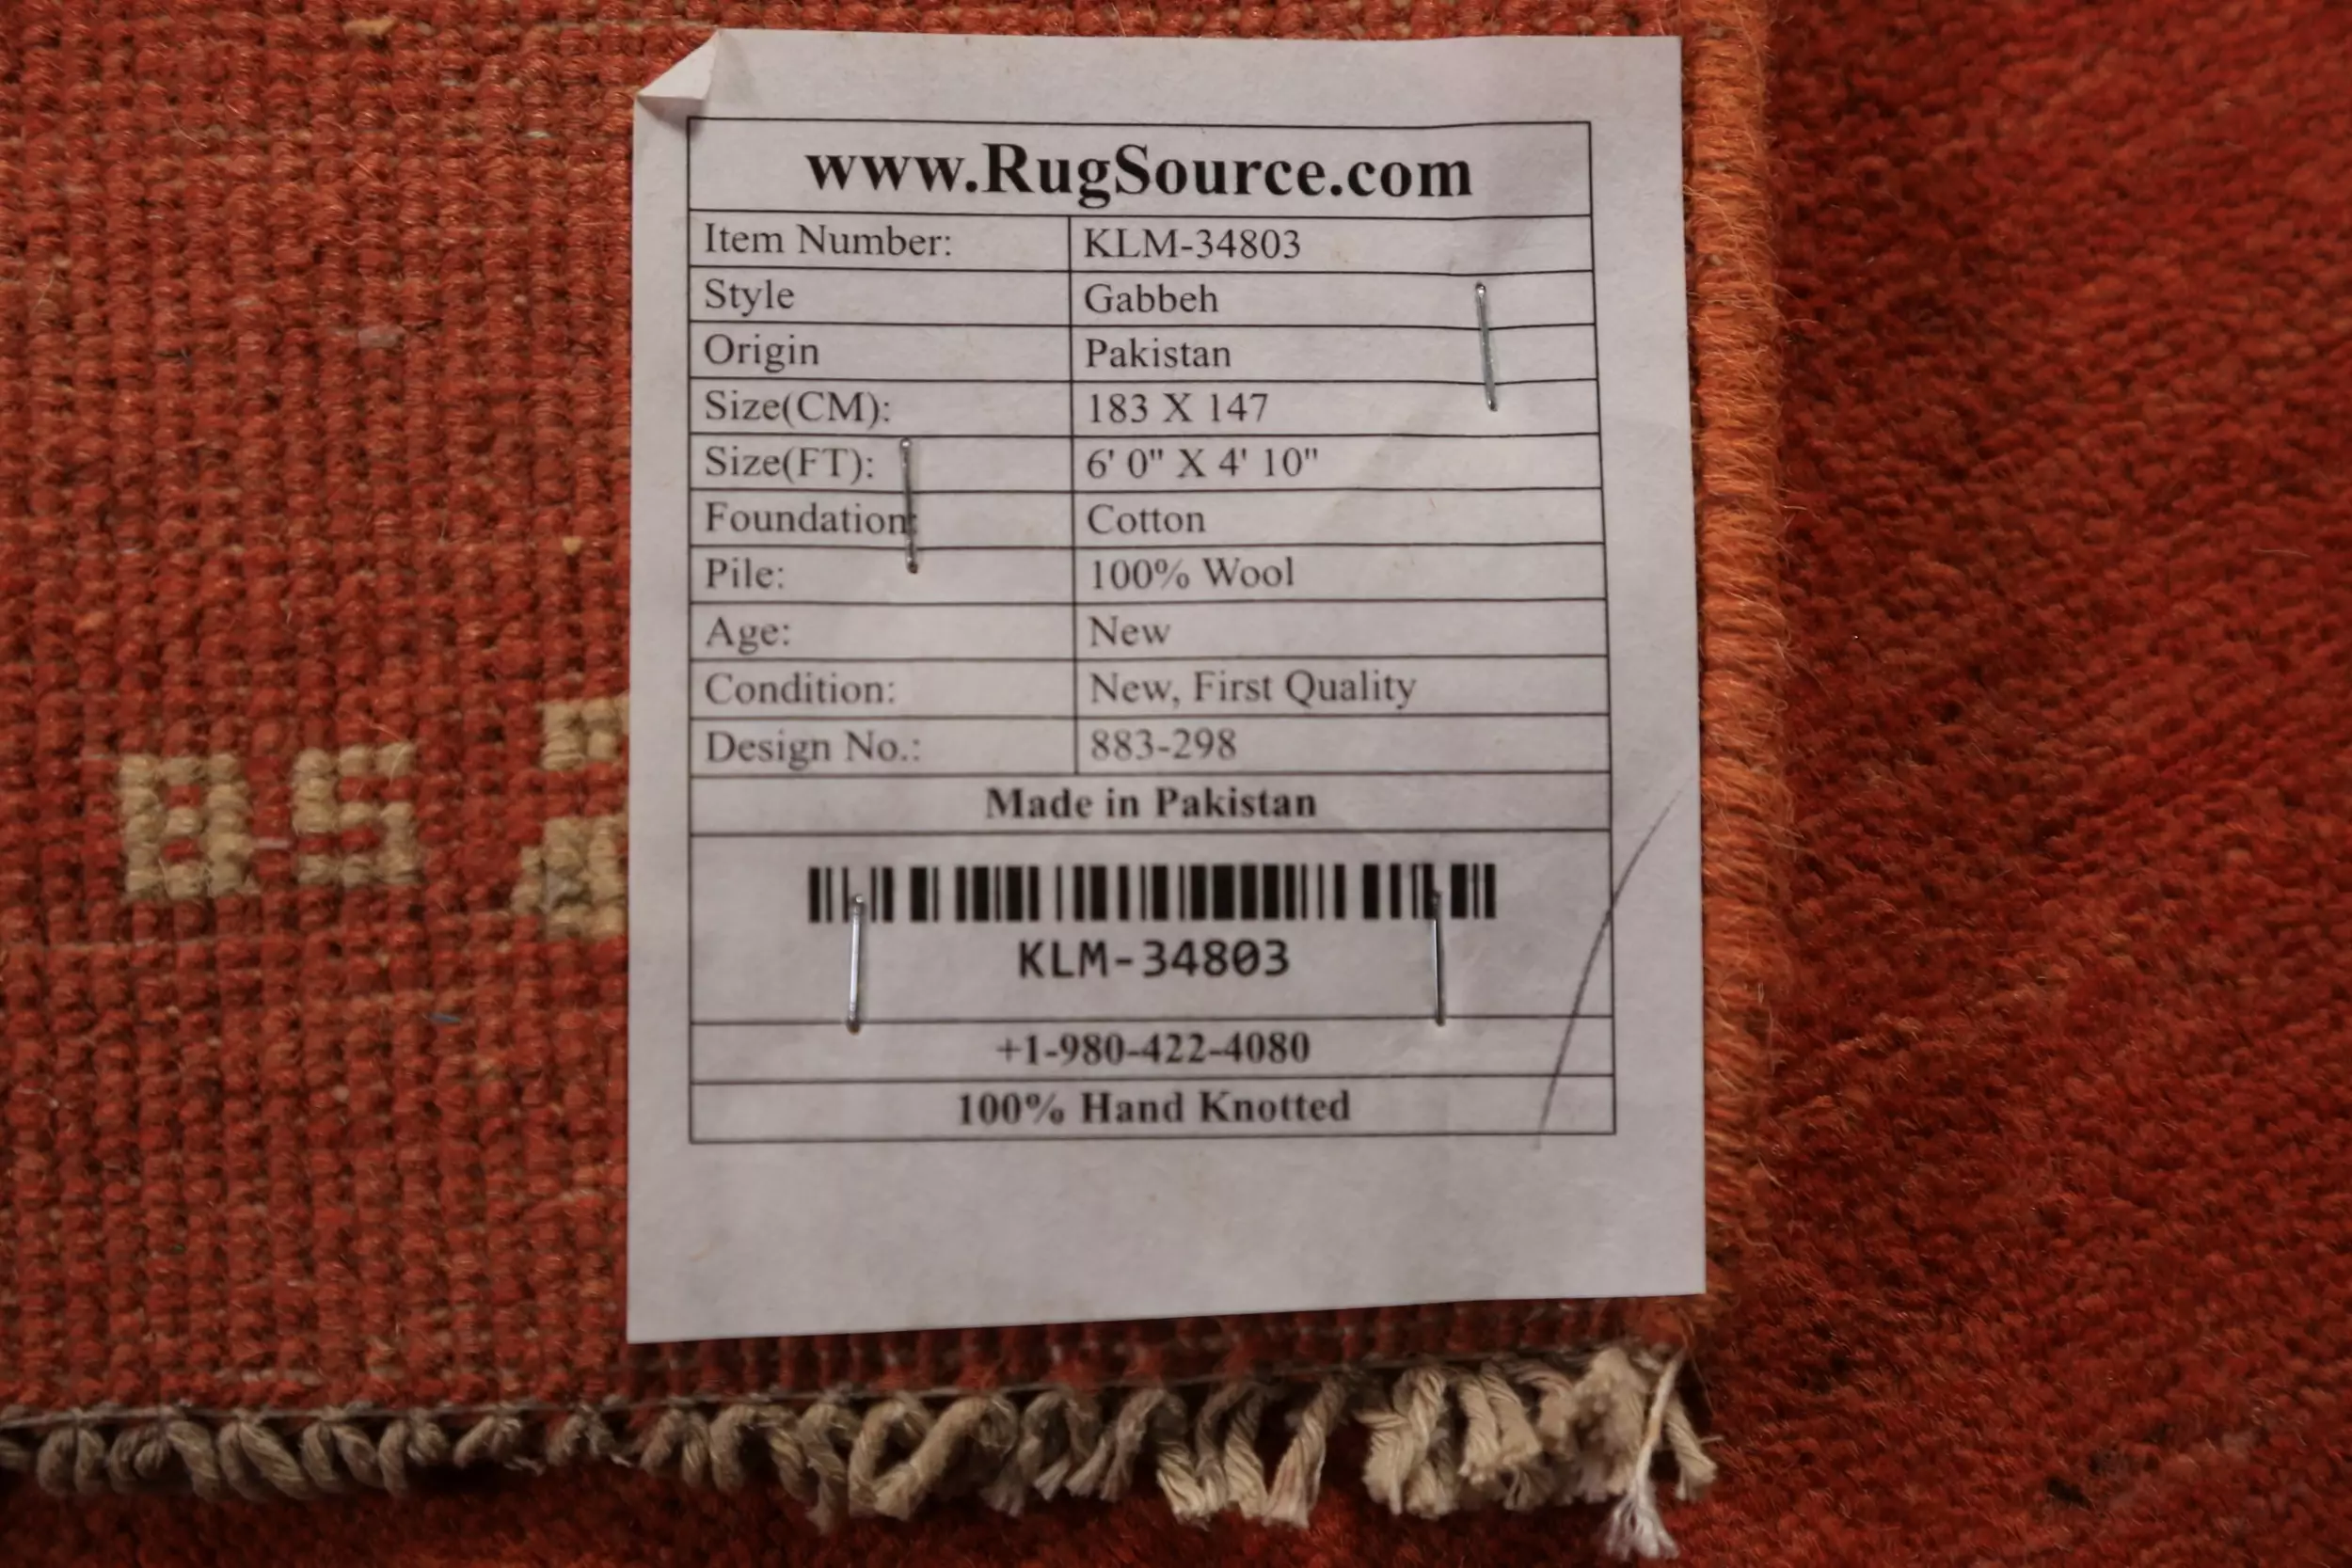 www.RugSource.com
Item Number: KLM-34803
Style Gabbeh
Origin Pakistan
Size(CM): 183 X 147
Size(FT): 6' 0" X 4' 10"
Foundation: Cotton
Pile: 100% Wool
Age: New
Condition: New, First Quality
Design No.: 883-298
Made in Pakistan
KLM-34803
+1-980-422-4080
100% Hand Knotted